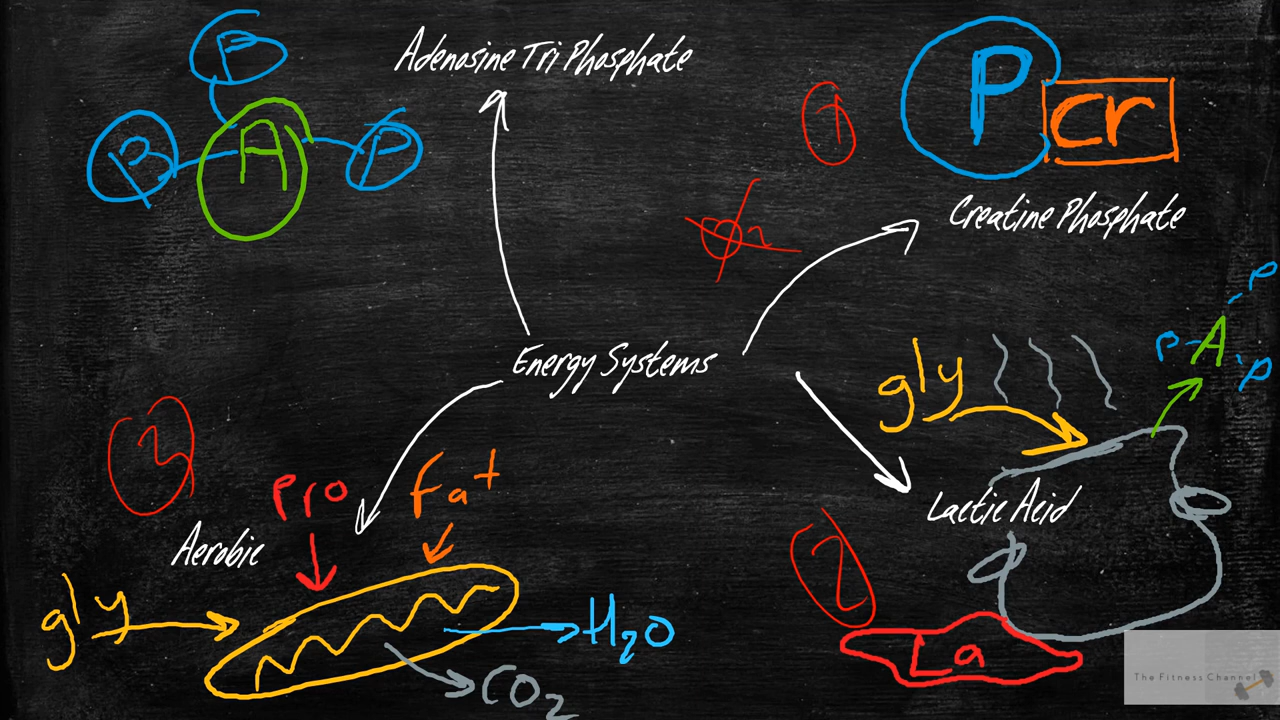 P
Adenosine Tri Phosphate
P
A
P
1
P
cr
Creatine Phosphate
O2
P
P-A
P
Energy Systems
gly
3
Pro
Fat
Lactic Acid
Aerobic
2
gly
H2O
La
CO2
The Fitness Channel